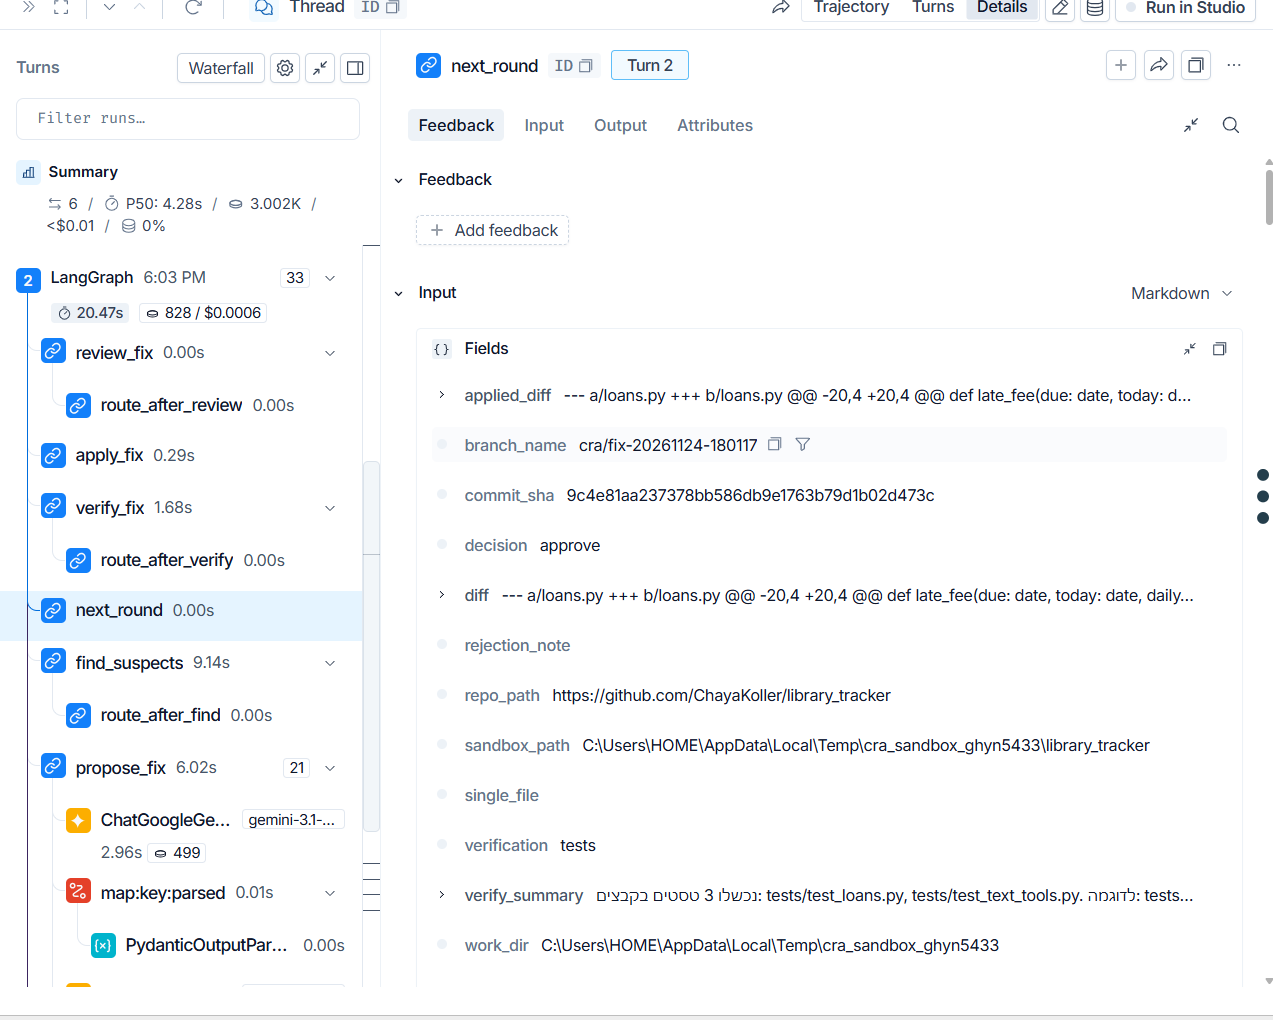 Thread ID
Trajectory Turns Details Run in Studio
Turns Waterfall
Filter runs…
Summary
6 / P50: 4.28s / 3.002K /
<$0.01 / 0%
2 LangGraph 6:03 PM 33
20.47s 828 / $0.0006
review_fix 0.00s
route_after_review 0.00s
apply_fix 0.29s
verify_fix 1.68s
route_after_verify 0.00s
next_round 0.00s
find_suspects 9.14s
route_after_find 0.00s
propose_fix 6.02s 21
ChatGoogleGe... gemini-3.1-...
2.96s 499
map:key:parsed 0.01s
PydanticOutputPar... 0.00s
next_round ID Turn 2
Feedback Input Output Attributes
Feedback
+ Add feedback
Input Markdown
{} Fields
applied_diff --- a/loans.py +++ b/loans.py @@ -20,4 +20,4 @@ def late_fee(due: date, today: d...
branch_name cra/fix-20261124-180117
commit_sha 9c4e81aa237378bb586db9e1763b79d1b02d473c
decision approve
diff --- a/loans.py +++ b/loans.py @@ -20,4 +20,4 @@ def late_fee(due: date, today: date, daily...
rejection_note
repo_path https://github.com/ChayaKoller/library_tracker
sandbox_path C:\Users\HOME\AppData\Local\Temp\cra_sandbox_ghyn5433\library_tracker
single_file
verification tests
verify_summary נכשלו 3 טסטים בקבצים: tests/test_loans.py, tests/test_text_tools.py. לדוגמה: tests...
work_dir C:\Users\HOME\AppData\Local\Temp\cra_sandbox_ghyn5433